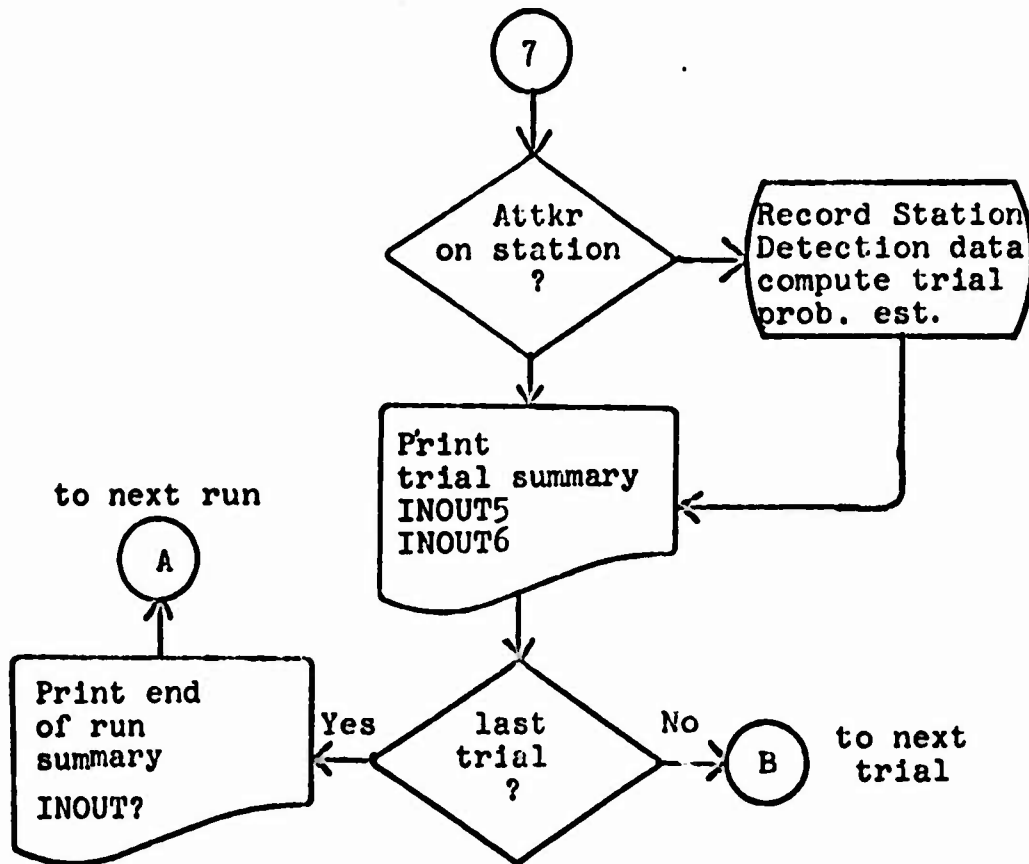 7
Attkr
on station
?
Record Station
Detection data
compute trial
prob. est.
Print
trial summary
INOUT5
INOUT6
to next run
A
Print end
of run
summary
INOUT?
Yes
last
trial
?
No
B
to next
trial